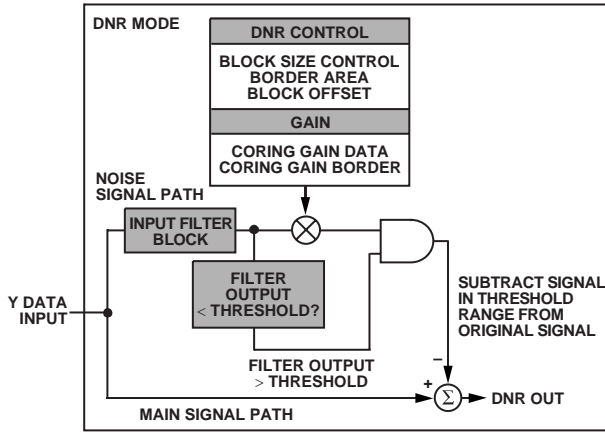 DNR MODE
DNR CONTROL
BLOCK SIZE CONTROL
BORDER AREA
BLOCK OFFSET
GAIN
CORING GAIN DATA
CORING GAIN BORDER
NOISE
SIGNAL PATH
INPUT FILTER
BLOCK
FILTER
OUTPUT
< THRESHOLD?
Y DATA
INPUT
SUBTRACT SIGNAL
IN THRESHOLD
RANGE FROM
ORIGINAL SIGNAL
FILTER OUTPUT
> THRESHOLD
–
+
Σ
DNR OUT
MAIN SIGNAL PATH